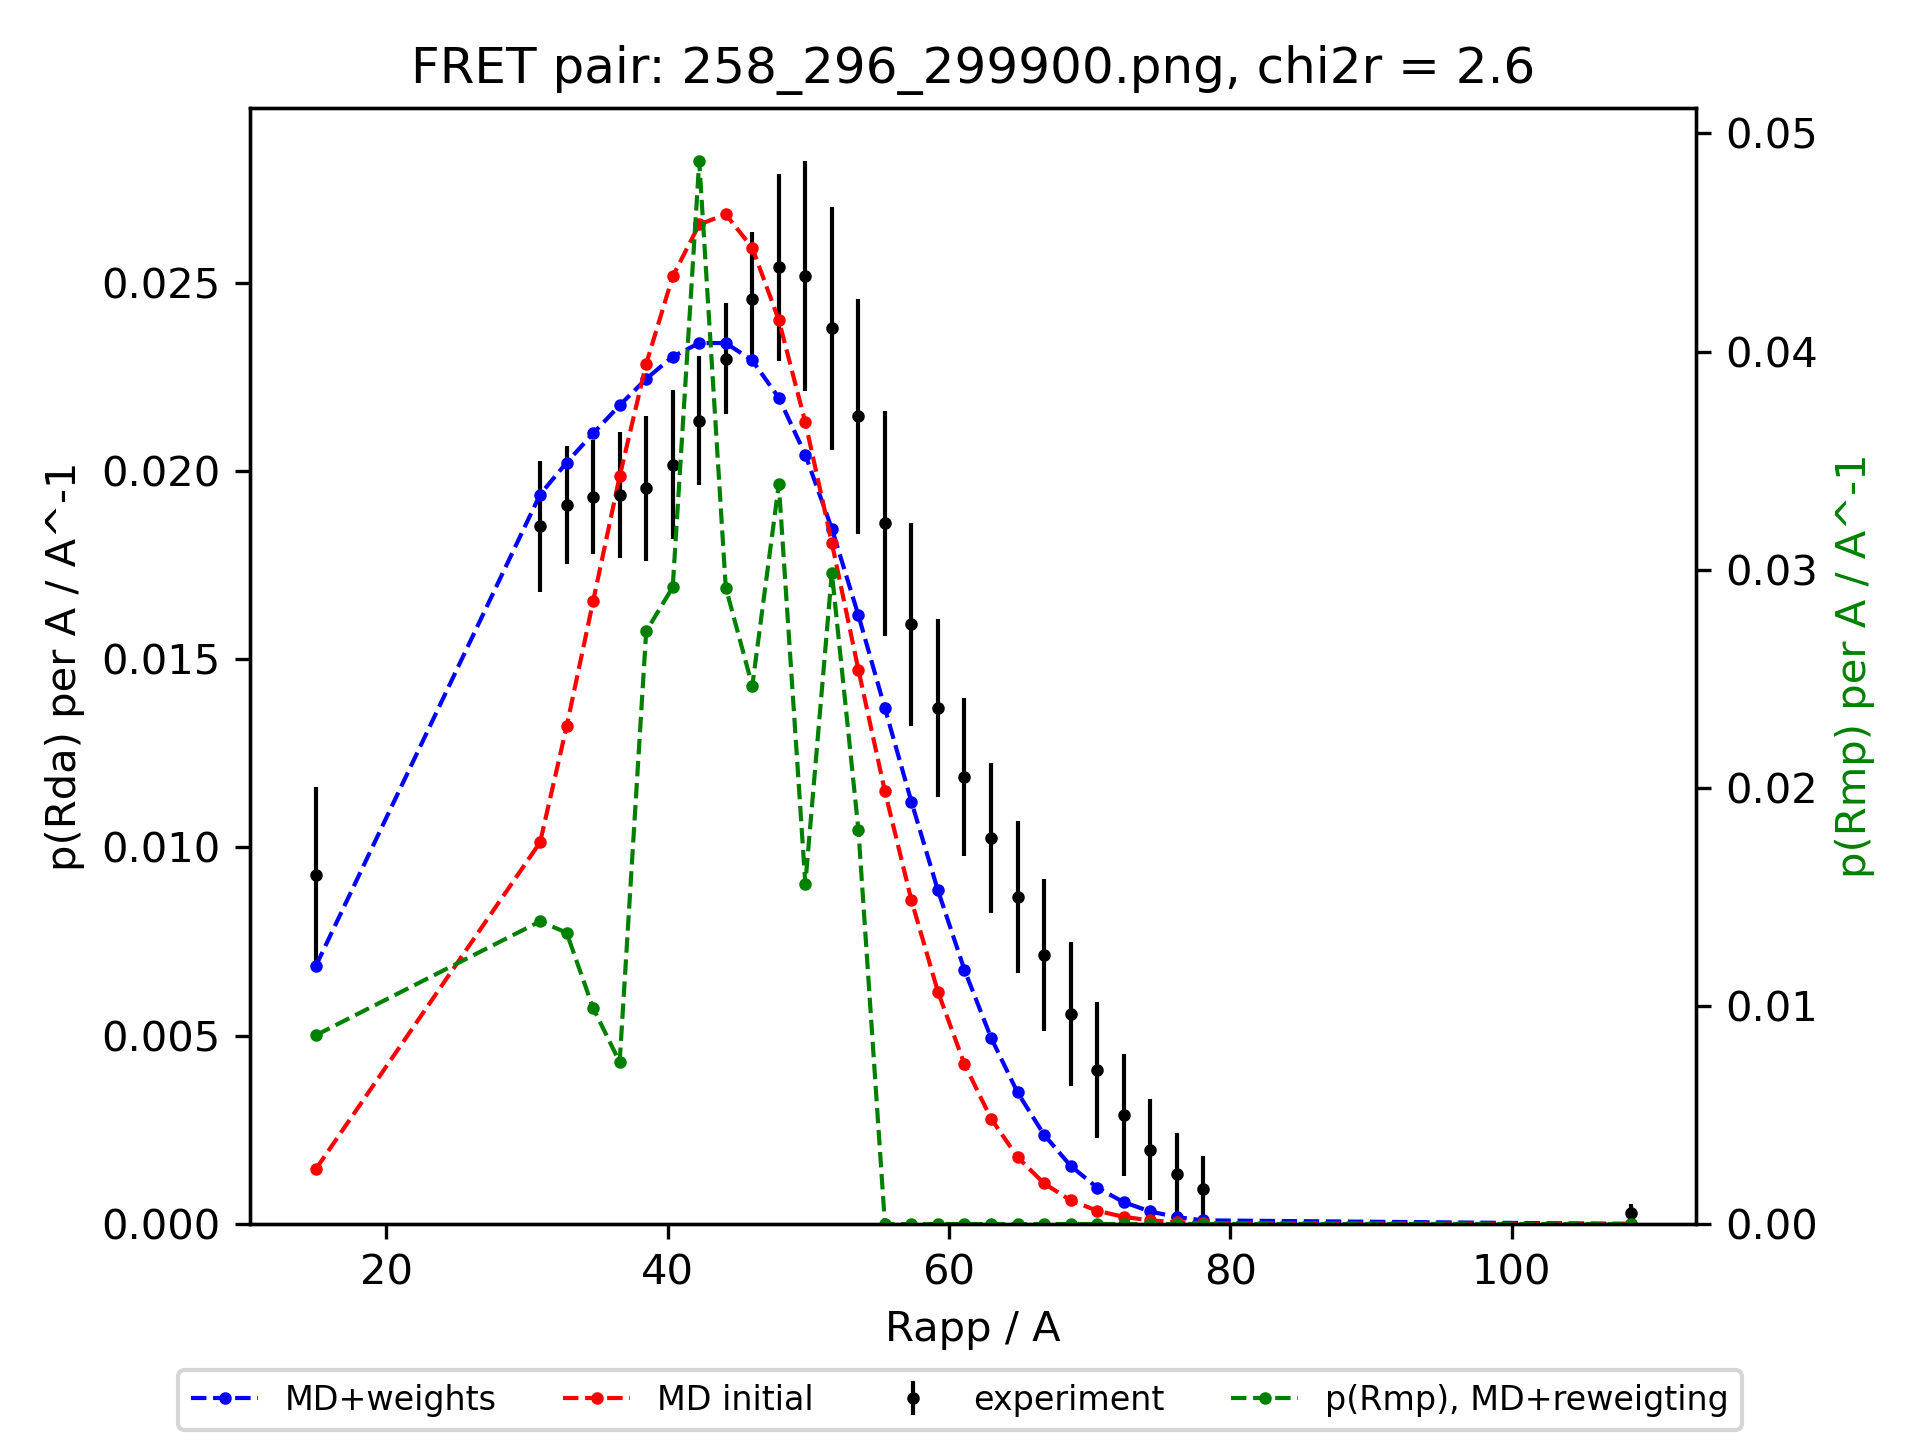 FRET pair: 258_296_299900.png, chi2r = 2.6
p(Rda) per A / A^-1
0.025
0.020
0.015
0.010
0.005
0.000
0.05
0.04
0.03
0.02
0.01
0.00
p(Rmp) per A / A^-1
20 40 60 80 100
Rapp / A
MD+weights MD initial experiment p(Rmp), MD+reweigting